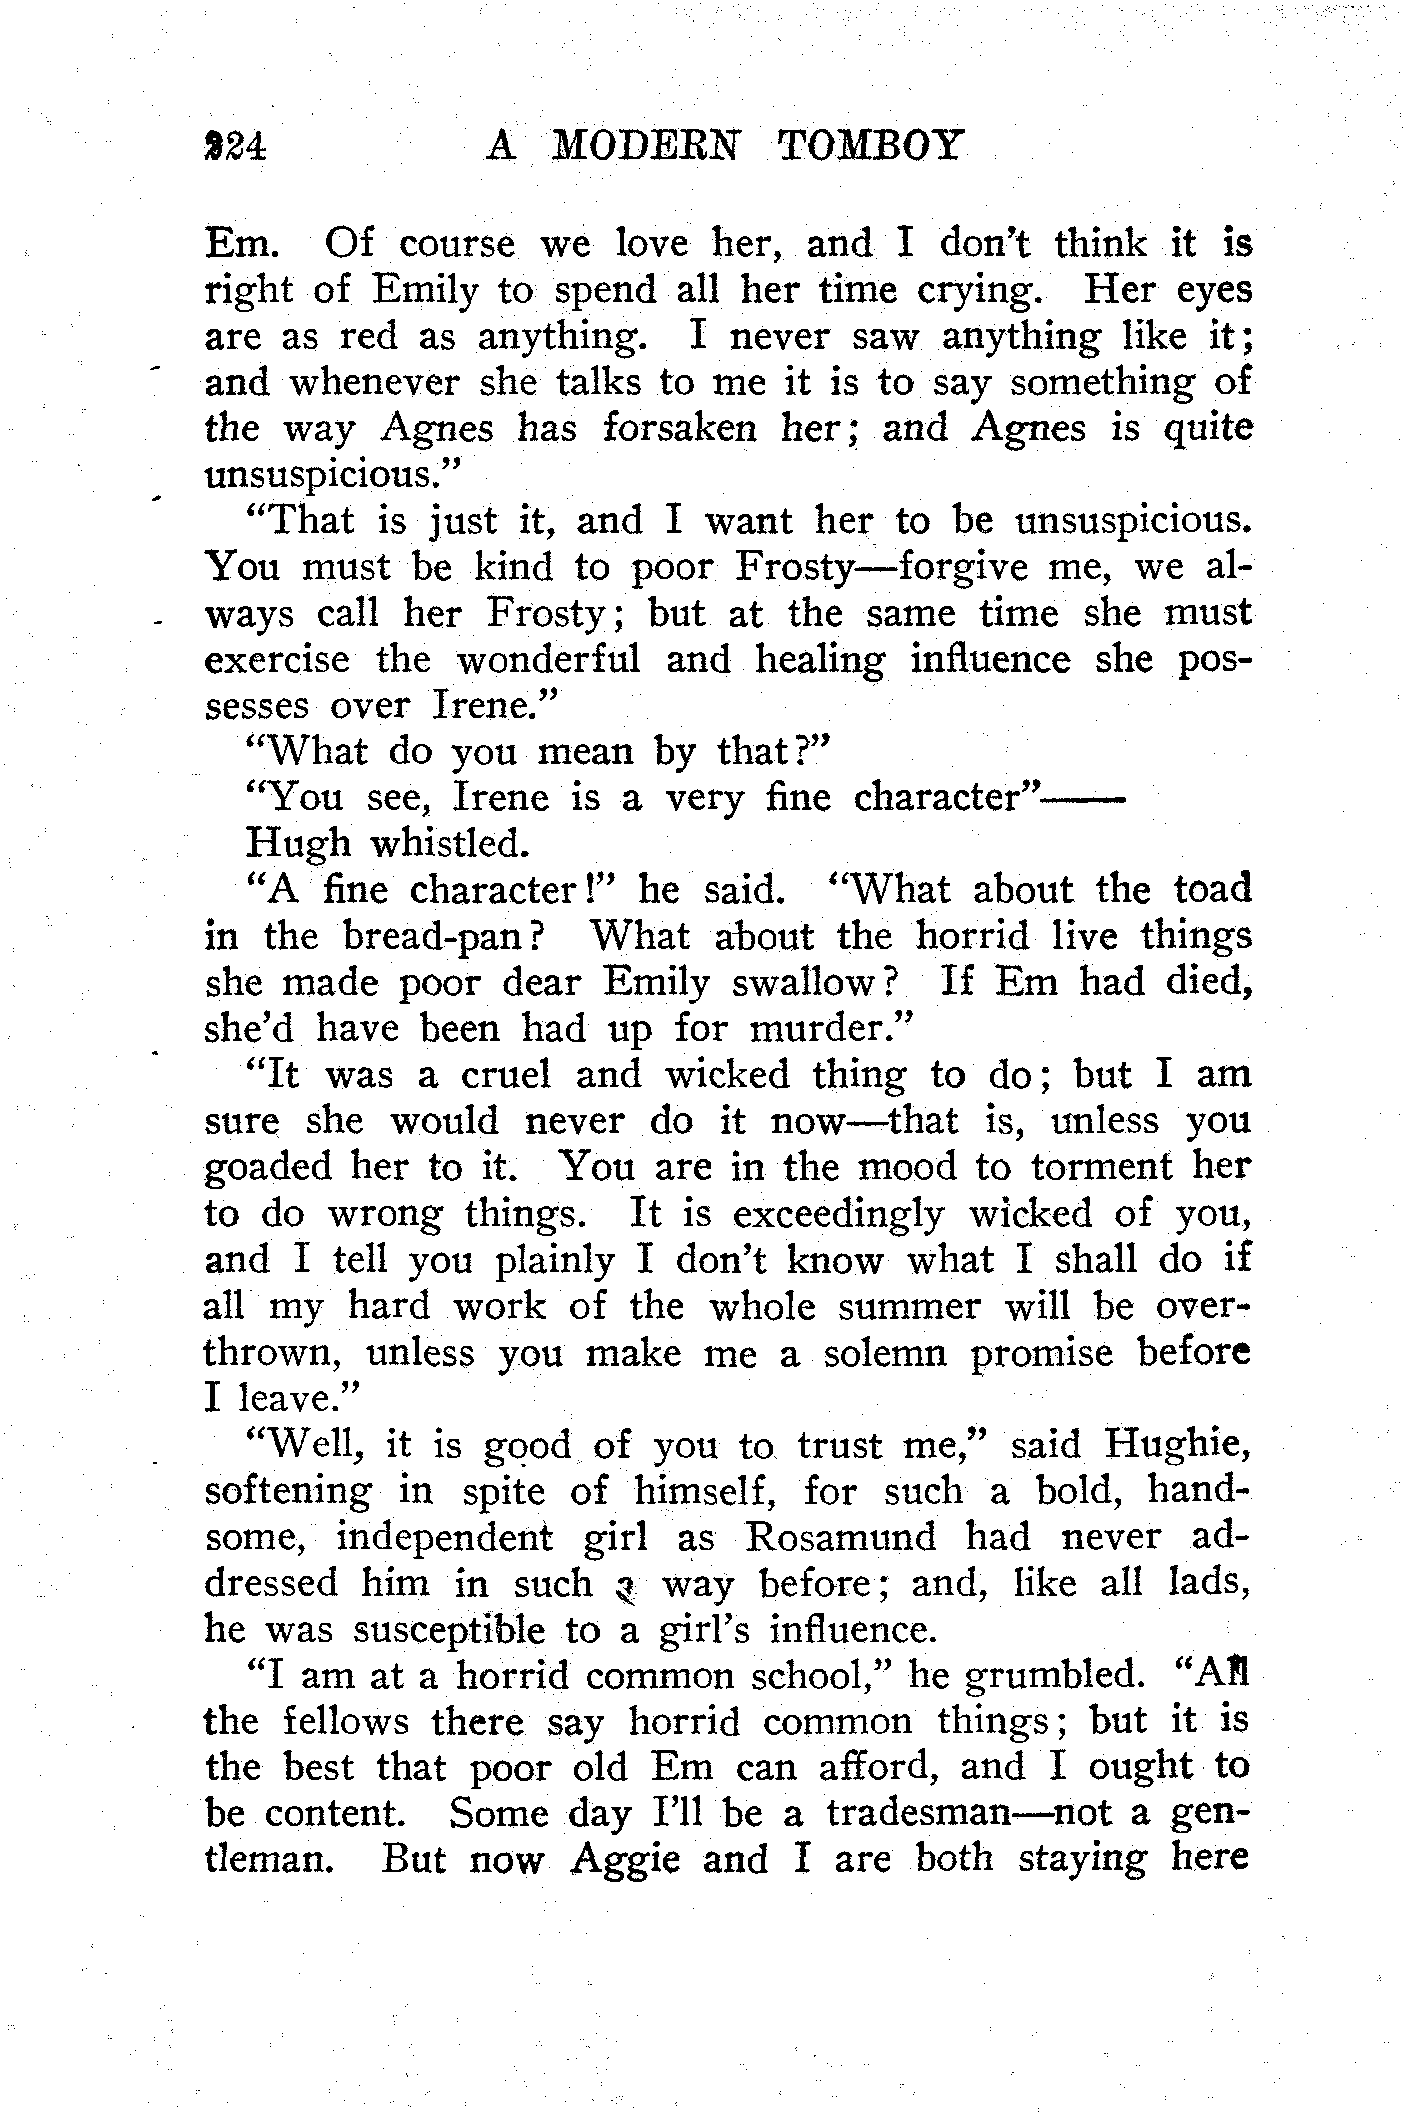 224 A MODERN TOMBOY
Em. Of course we love her, and I don't think it is
right of Emily to spend all her time crying. Her eyes
are as red as anything. I never saw anything like it;
and whenever she talks to me it is to say something of
the way Agnes has forsaken her; and Agnes is quite
unsuspicious."
"That is just it, and I want her to be unsuspicious.
You must be kind to poor Frosty—forgive me, we al-
ways call her Frosty; but at the same time she must
exercise the wonderful and healing influence she pos-
sesses over Irene."
"What do you mean by that?"
"You see, Irene is a very fine character"——
Hugh whistled.
"A fine character!" he said. "What about the toad
in the bread-pan? What about the horrid live things
she made poor dear Emily swallow? If Em had died,
she'd have been had up for murder."
"It was a cruel and wicked thing to do; but I am
sure she would never do it now—that is, unless you
goaded her to it. You are in the mood to torment her
to do wrong things. It is exceedingly wicked of you,
and I tell you plainly I don't know what I shall do if
all my hard work of the whole summer will be over-
thrown, unless you make me a solemn promise before
I leave."
"Well, it is good of you to trust me," said Hughie,
softening in spite of himself, for such a bold, hand-
some, independent girl as Rosamund had never ad-
dressed him in such a way before; and, like all lads,
he was susceptible to a girl's influence.
"I am at a horrid common school," he grumbled. "All
the fellows there say horrid common things; but it is
the best that poor old Em can afford, and I ought to
be content. Some day I'll be a tradesman—not a gen-
tleman. But now Aggie and I are both staying here